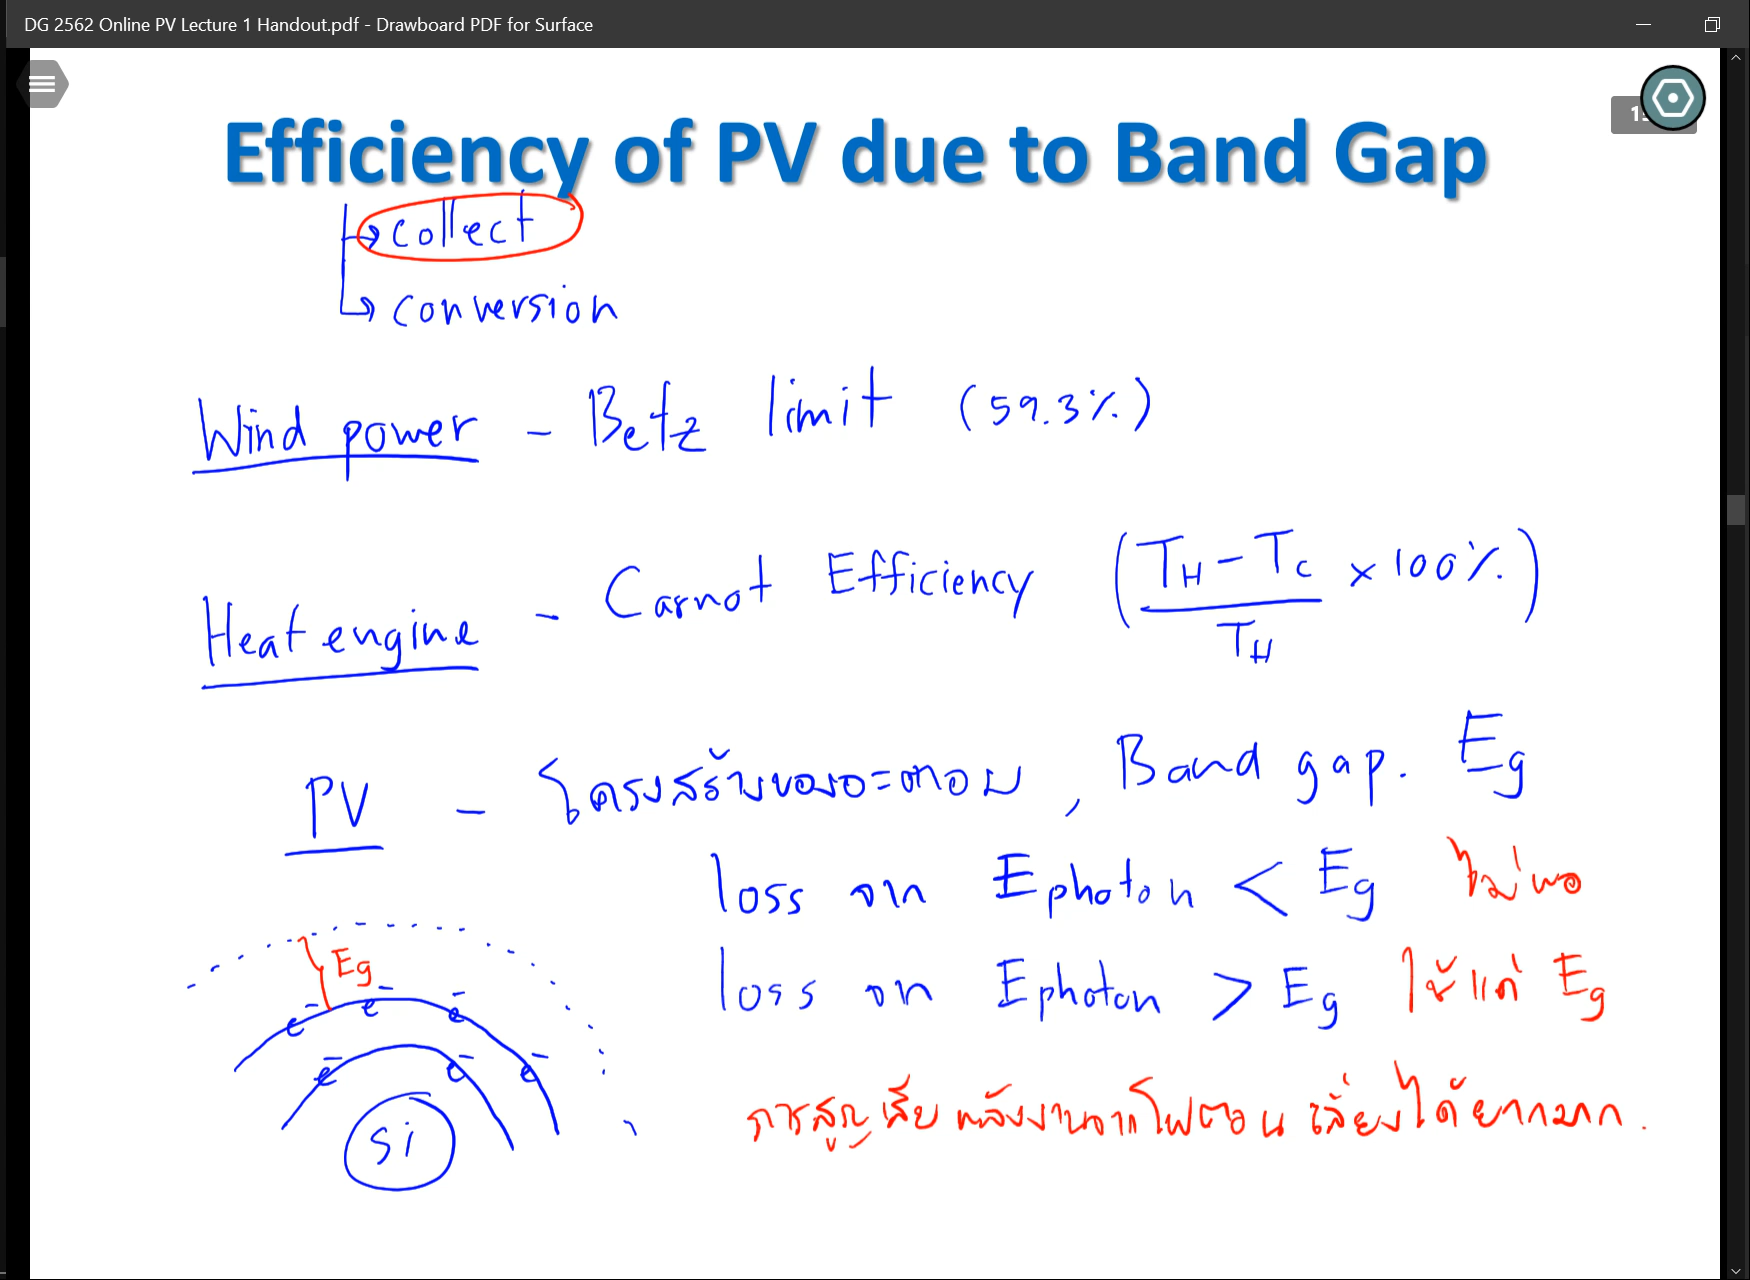 DG 2562 Online PV Lecture 1 Handout.pdf - Drawboard PDF for Surface
Efficiency of PV due to Band Gap
collect
conversion
Wind power - Betz limit (59.3%)
Heat engine - Carnot Efficiency (TH - TC / TH × 100%)
PV - โครงสร้างของอะตอม, Band gap. Eg
loss จาก Ephoton < Eg ไม่พอ
loss จาก Ephoton > Eg ใช้แค่ Eg
Eg
e- e- e-
e- e- e-
Si
การสูญเสียพลังงานจากโฟตอน เลี่ยงได้ยากมาก.